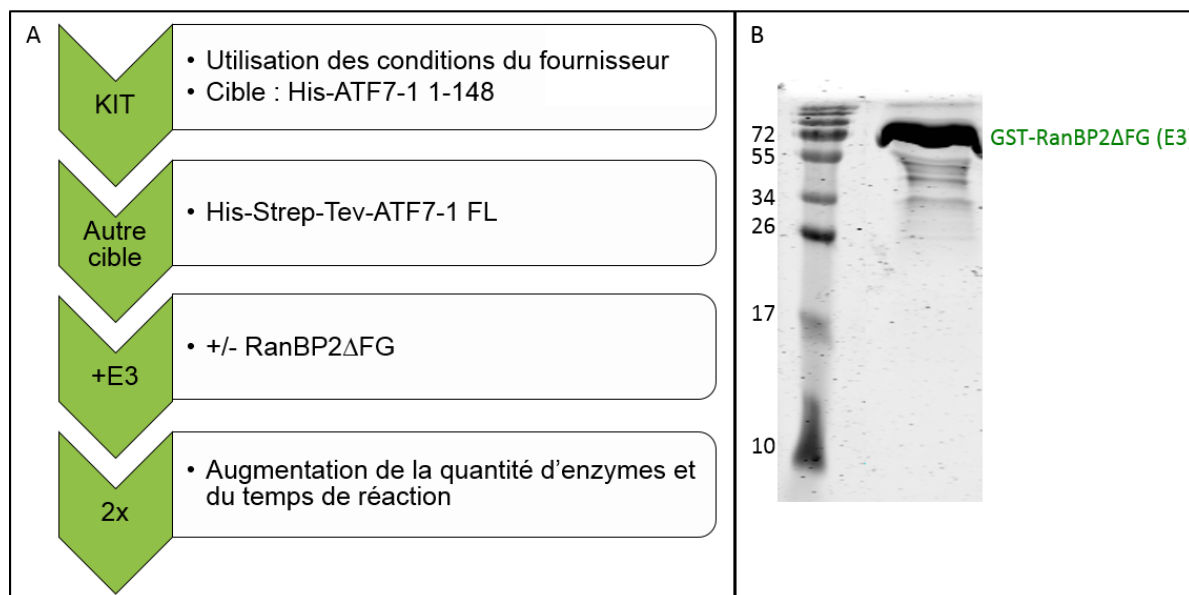 A
KIT
• Utilisation des conditions du fournisseur
• Cible : His-ATF7-1 1-148
Autre
cible
• His-Strep-Tev-ATF7-1 FL
+E3
• +/- RanBP2ΔFG
2x
• Augmentation de la quantité d’enzymes et
du temps de réaction
B
72
55
34
26
17
10
GST-RanBP2ΔFG (E3